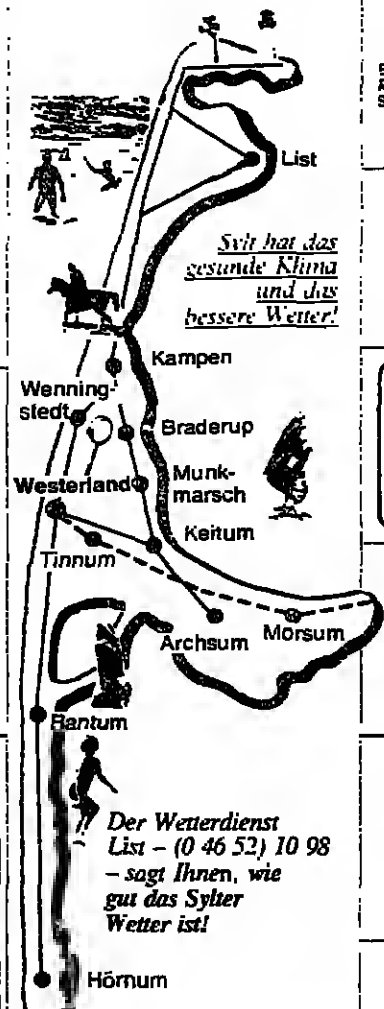 List
Sylt hat das
gesunde Klima
und das
bessere Wetter!
Kampen
Wenning-
stedt
Braderup
Westerland
Munk-
marsch
Keitum
Tinnum
Archsum
Morsum
Rantum
Der Wetterdienst
List – (0 46 52) 10 98
– sagt Ihnen, wie
gut das Sylter
Wetter ist!
Hörnum